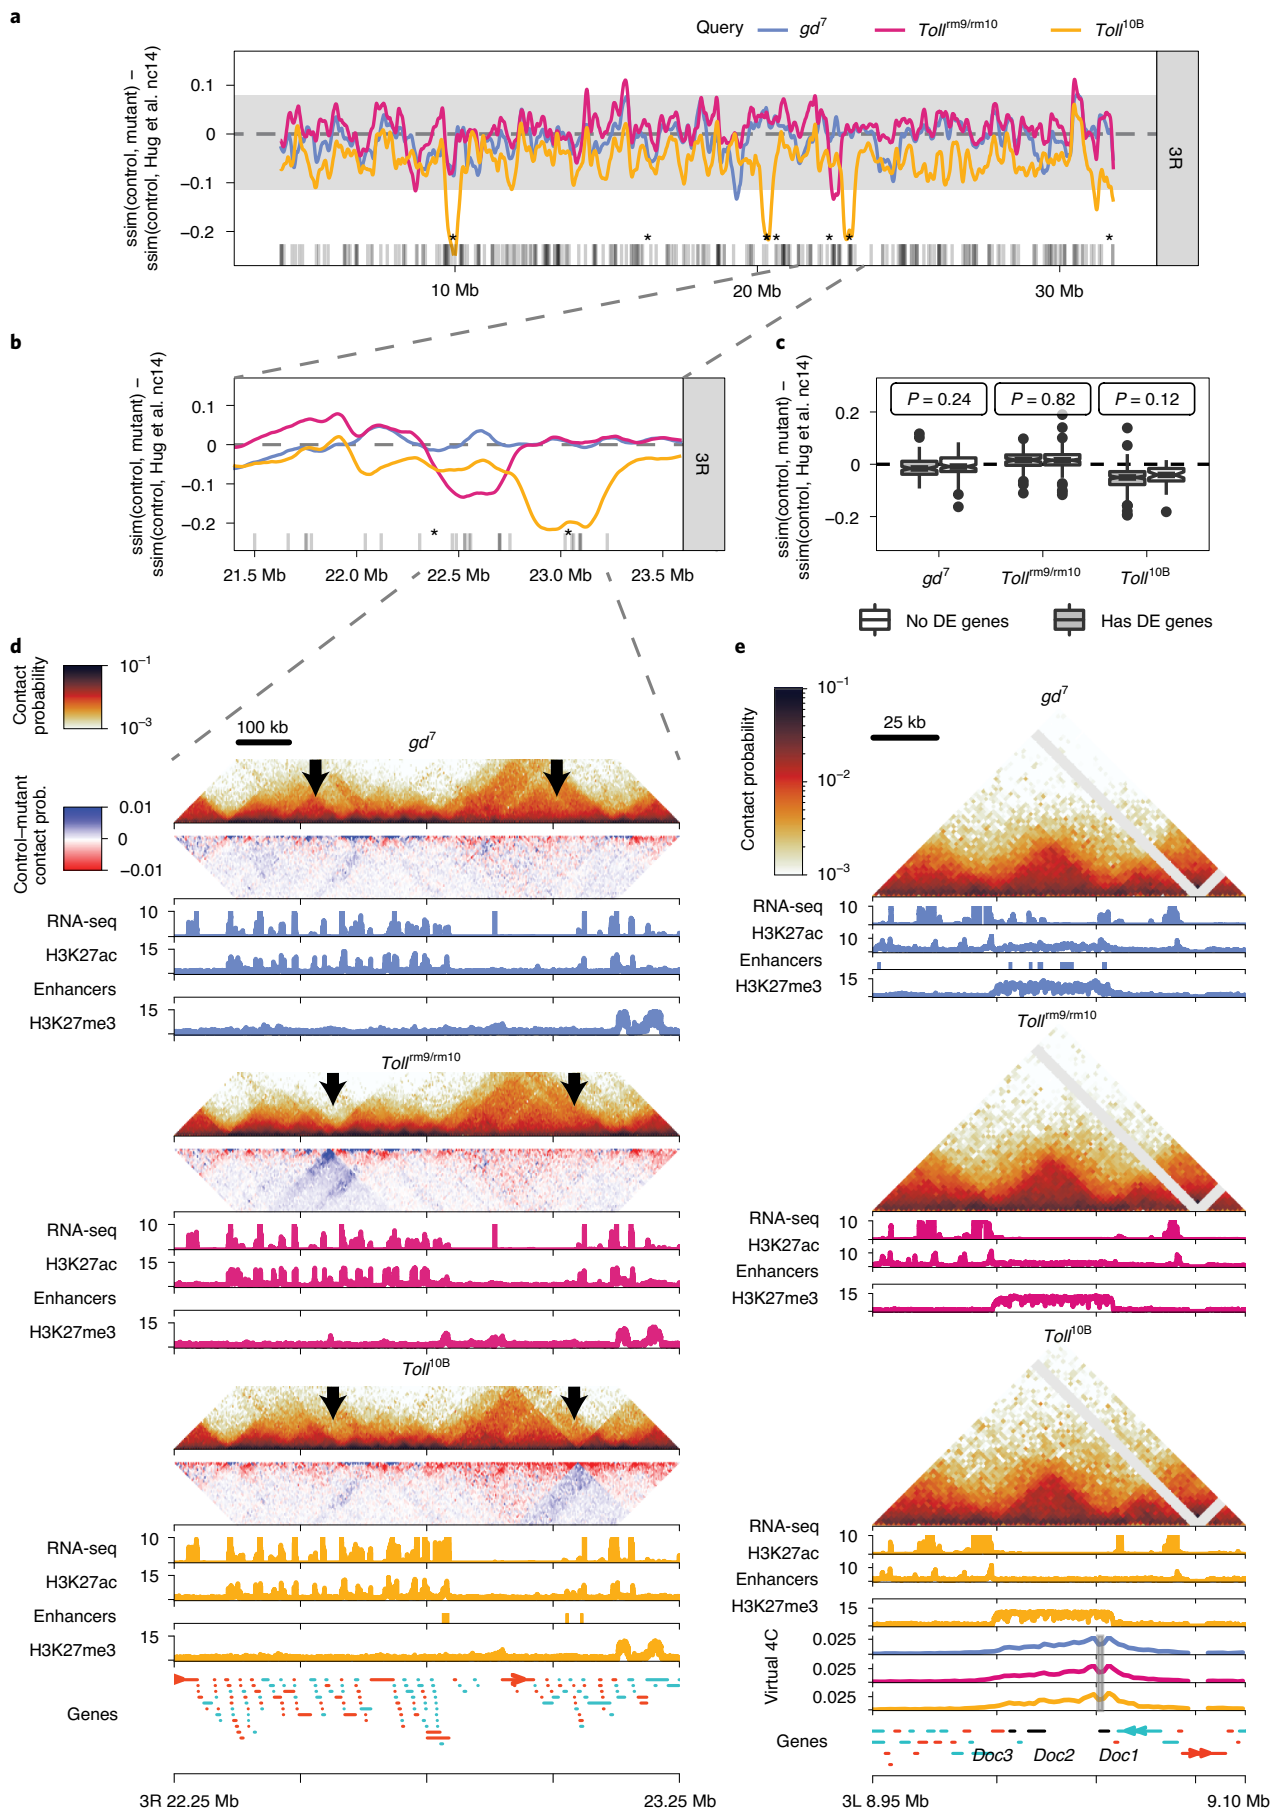 a
Query gd7 Tollrm9/rm10 Toll10B
ssim(control, mutant) –
ssim(control, Hug et al. nc14)
0.1
0
−0.1
−0.2
* * * * * * *
3R
10 Mb 20 Mb 30 Mb
b
ssim(control, mutant) –
ssim(control, Hug et al. nc14)
0.1
0
−0.1
−0.2
* *
3R
21.5 Mb 22.0 Mb 22.5 Mb 23.0 Mb 23.5 Mb
c
ssim(control, mutant) –
ssim(control, Hug et al. nc14)
0.2
0
−0.2
P = 0.24 P = 0.82 P = 0.12
gd7 Tollrm9/rm10 Toll10B
No DE genes Has DE genes
d
Contact
probability
10−1
10−3
Control–mutant
contact prob.
0.01
0
−0.01
100 kb
gd7
RNA-seq 10
H3K27ac 15
Enhancers
H3K27me3 15
Tollrm9/rm10
RNA-seq 10
H3K27ac 15
Enhancers
H3K27me3 15
Toll10B
RNA-seq 10
H3K27ac 15
Enhancers
H3K27me3 15
Genes
3R 22.25 Mb 23.25 Mb
e
Contact probability
10−1
10−2
10−3
25 kb
gd7
RNA-seq 10
H3K27ac 10
Enhancers
H3K27me3 15
Tollrm9/rm10
RNA-seq 10
H3K27ac 10
Enhancers
H3K27me3 15
Toll10B
RNA-seq 10
H3K27ac 10
Enhancers
H3K27me3 15
Virtual 4C
0.025
0.025
0.025
Genes
Doc3 Doc2 Doc1
3L 8.95 Mb 9.10 Mb